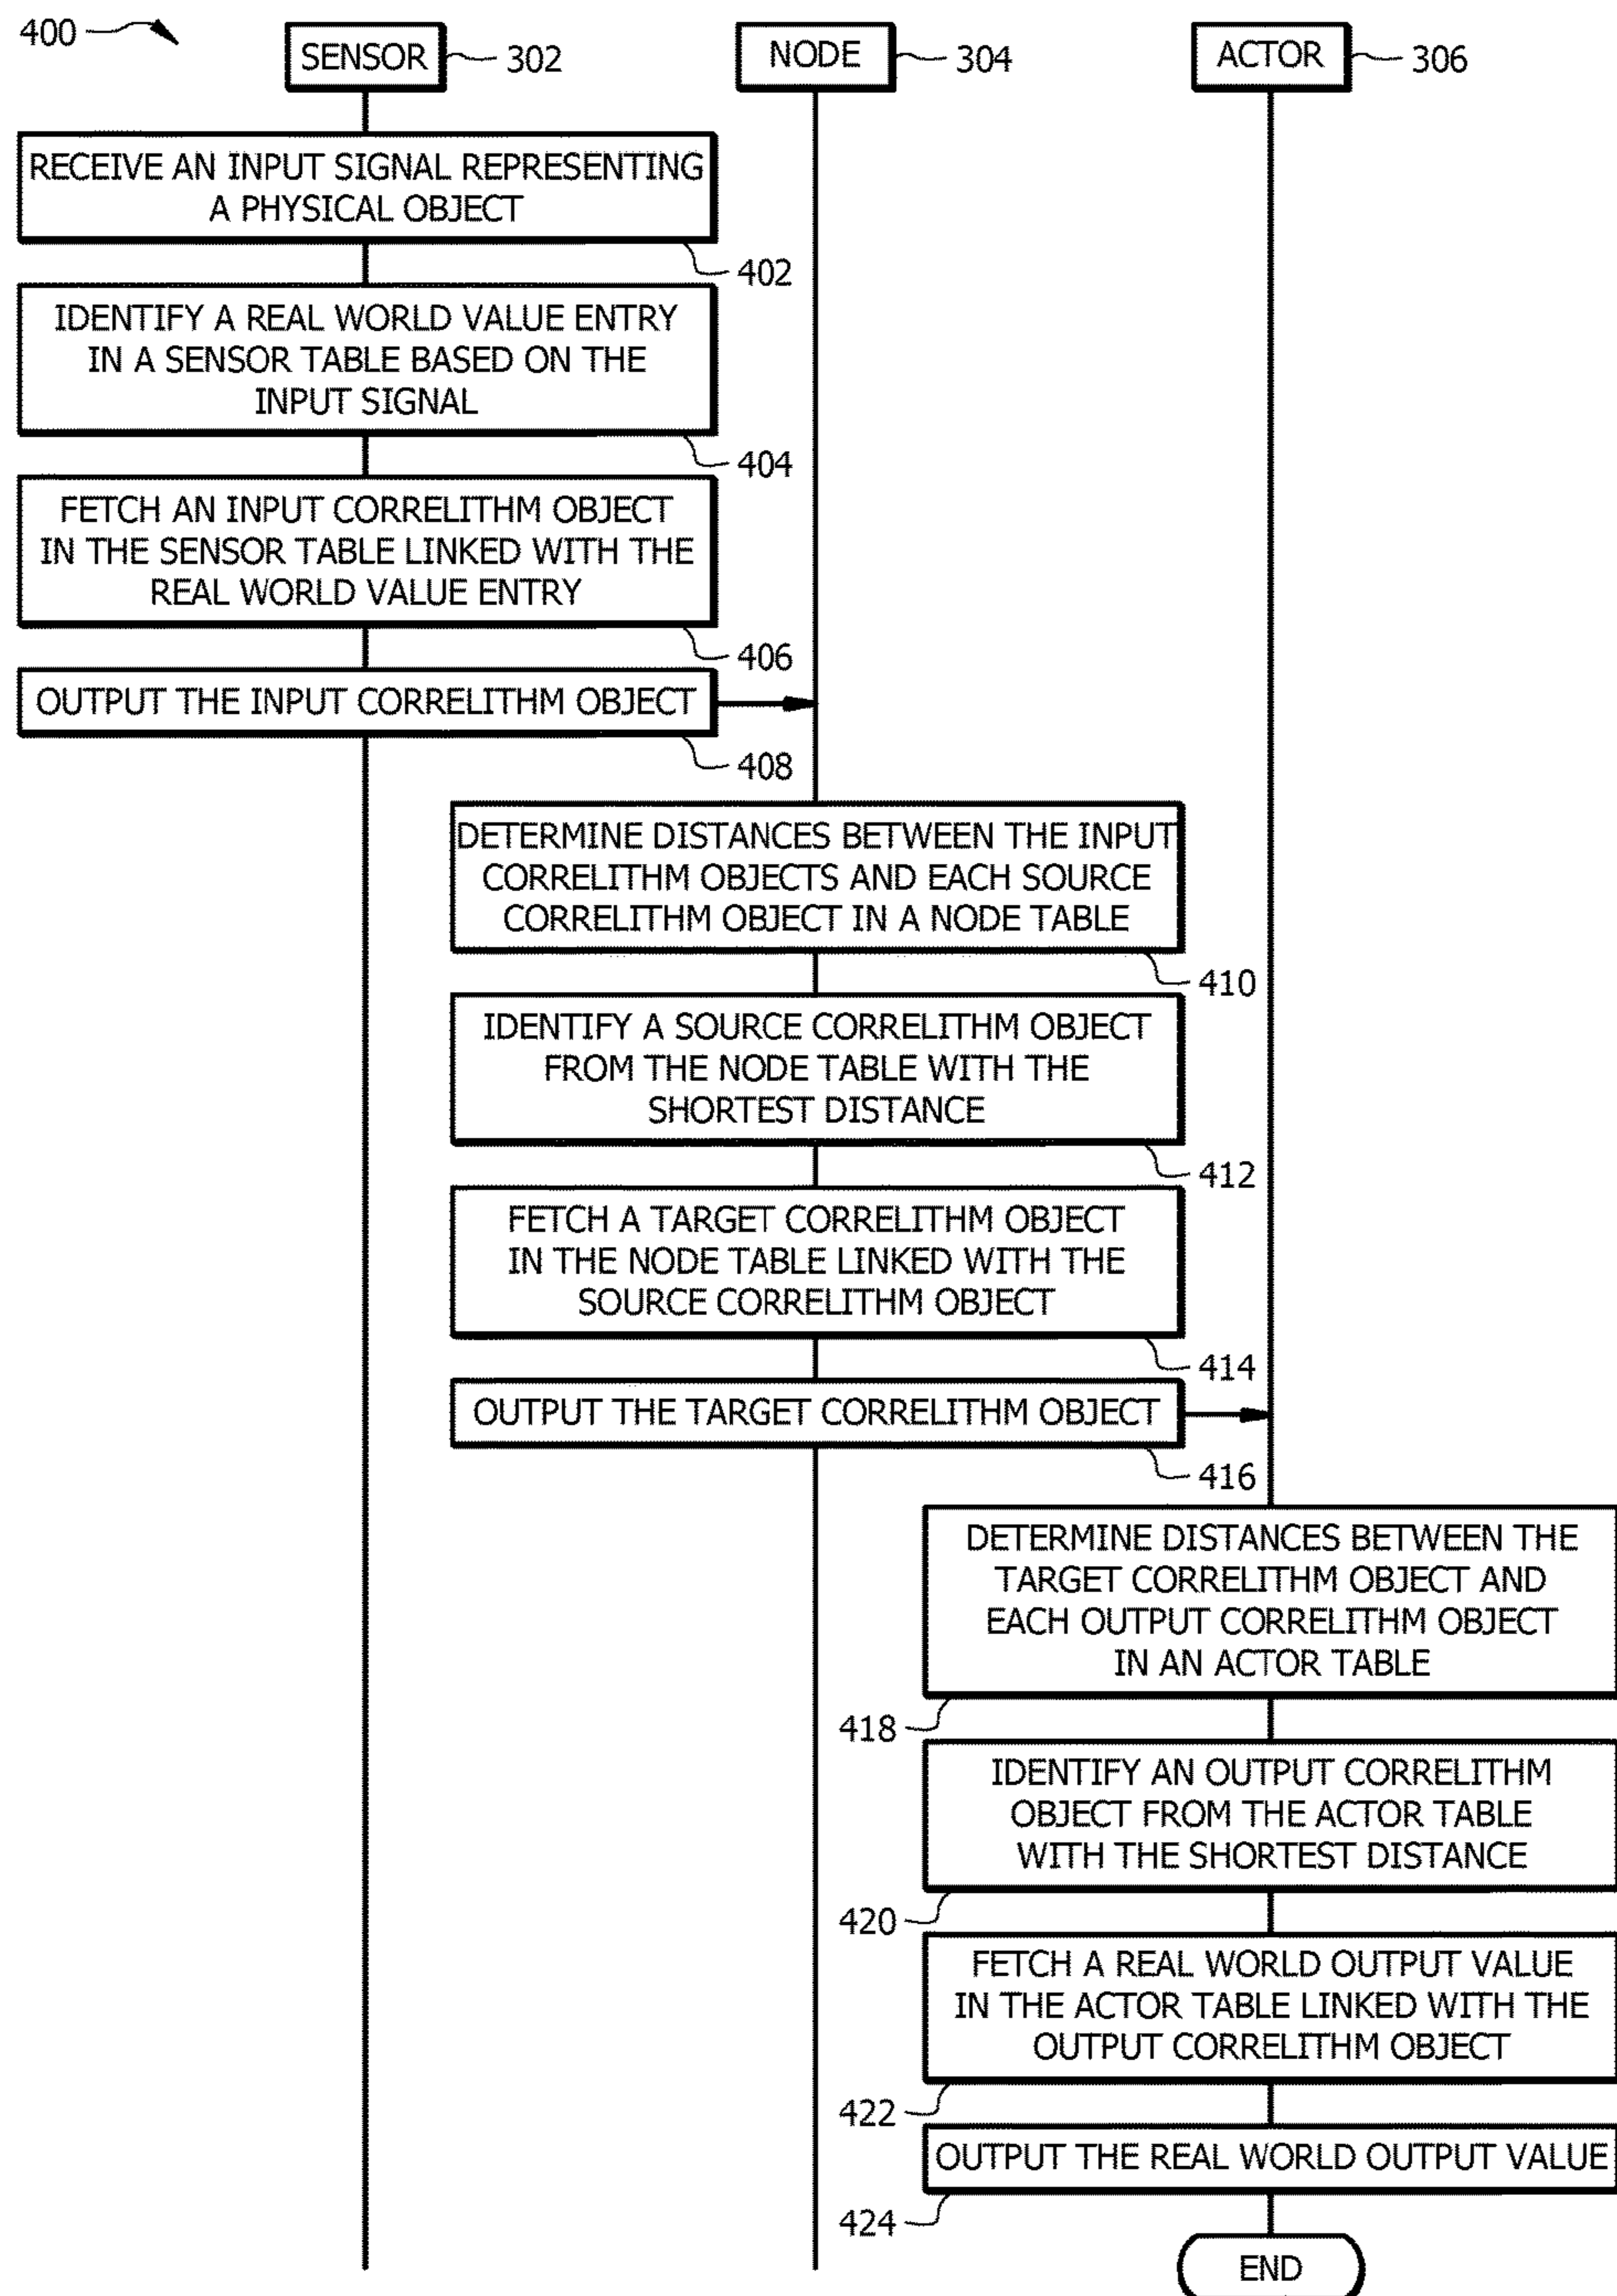 400
SENSOR
302
NODE
304
ACTOR
306
RECEIVE AN INPUT SIGNAL REPRESENTING
A PHYSICAL OBJECT
402
IDENTIFY A REAL WORLD VALUE ENTRY
IN A SENSOR TABLE BASED ON THE
INPUT SIGNAL
404
FETCH AN INPUT CORRELITHM OBJECT
IN THE SENSOR TABLE LINKED WITH THE
REAL WORLD VALUE ENTRY
406
OUTPUT THE INPUT CORRELITHM OBJECT
408
DETERMINE DISTANCES BETWEEN THE INPUT
CORRELITHM OBJECTS AND EACH SOURCE
CORRELITHM OBJECT IN A NODE TABLE
410
IDENTIFY A SOURCE CORRELITHM OBJECT
FROM THE NODE TABLE WITH THE
SHORTEST DISTANCE
412
FETCH A TARGET CORRELITHM OBJECT
IN THE NODE TABLE LINKED WITH THE
SOURCE CORRELITHM OBJECT
414
OUTPUT THE TARGET CORRELITHM OBJECT
416
DETERMINE DISTANCES BETWEEN THE
TARGET CORRELITHM OBJECT AND
EACH OUTPUT CORRELITHM OBJECT
IN AN ACTOR TABLE
418
IDENTIFY AN OUTPUT CORRELITHM
OBJECT FROM THE ACTOR TABLE
WITH THE SHORTEST DISTANCE
420
FETCH A REAL WORLD OUTPUT VALUE
IN THE ACTOR TABLE LINKED WITH THE
OUTPUT CORRELITHM OBJECT
422
OUTPUT THE REAL WORLD OUTPUT VALUE
424
END